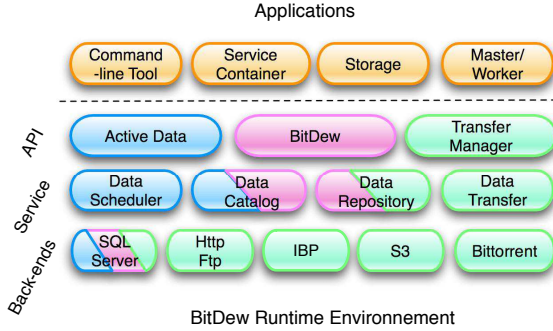 Applications
Command
-line Tool
Service
Container
Storage
Master/
Worker
API
Active Data
BitDew
Transfer
Manager
Service
Data
Scheduler
Data
Catalog
Data
Repository
Data
Transfer
Back-ends
SQL
Server
Http
Ftp
IBP
S3
Bittorrent
BitDew Runtime Environnement